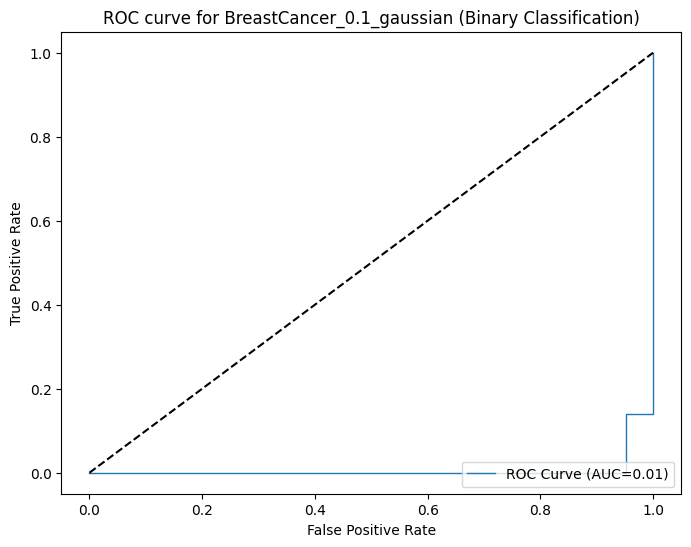 ROC curve for BreastCancer_0.1_gaussian (Binary Classification)
1.0
0.8
0.6
0.4
0.2
0.0
True Positive Rate
ROC Curve (AUC=0.01)
0.0 0.2 0.4 0.6 0.8 1.0
False Positive Rate